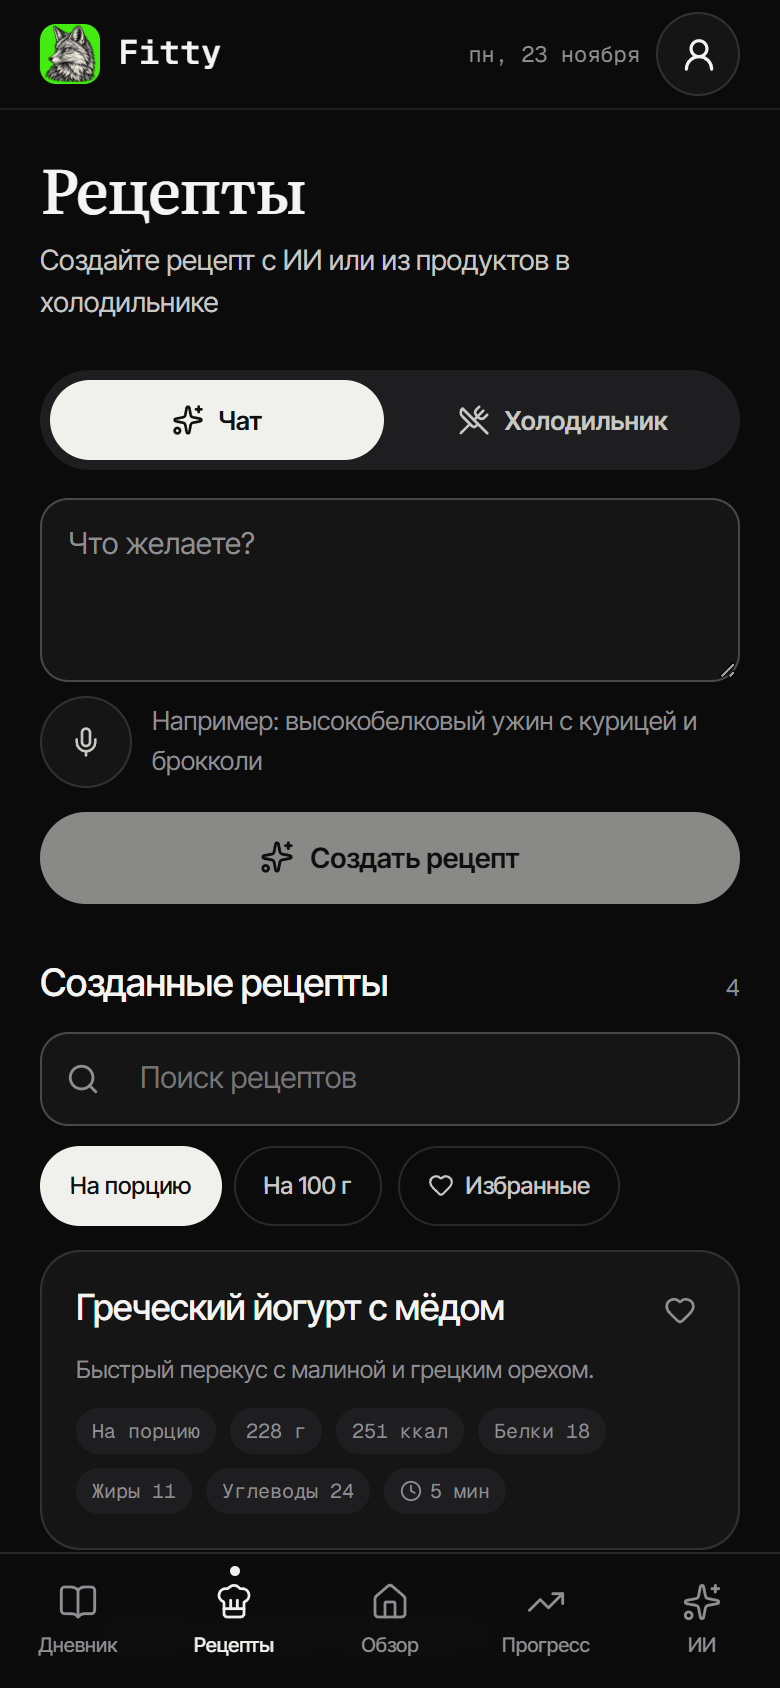 Fitty
пн, 23 ноября
Рецепты
Создайте рецепт с ИИ или из продуктов в
холодильнике
Чат
Холодильник
Что желаете?
Например: высокобелковый ужин с курицей и
брокколи
Создать рецепт
Созданные рецепты
4
Поиск рецептов
На порцию
На 100 г
Избранные
Греческий йогурт с мёдом
Быстрый перекус с малиной и грецким орехом.
На порцию 228 г 251 ккал Белки 18
Жиры 11 Углеводы 24 5 мин
Дневник
Рецепты
Обзор
Прогресс
ИИ